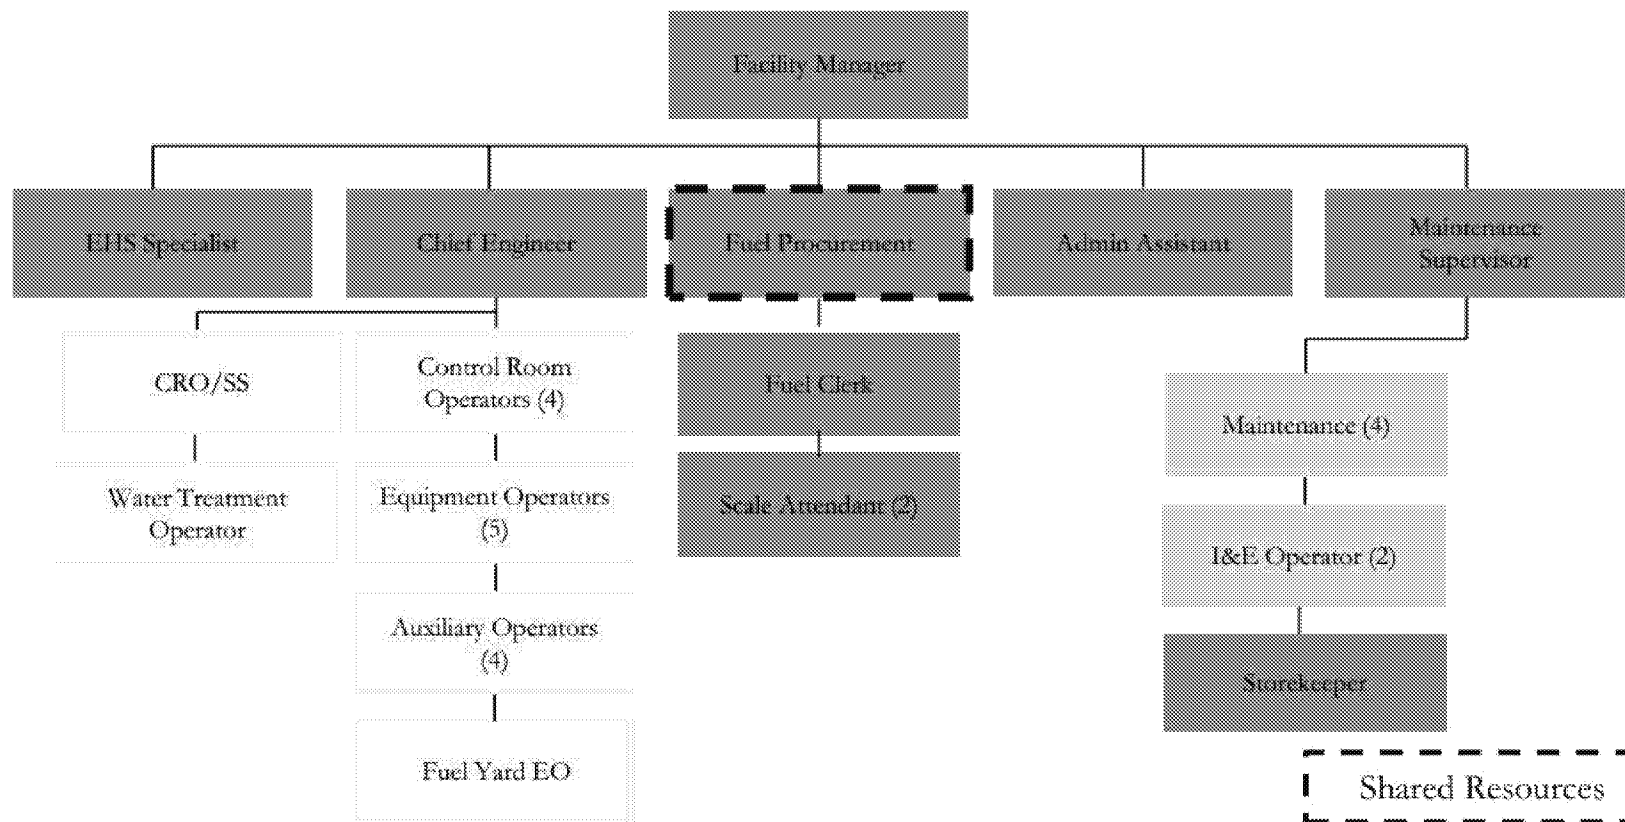 Facility Manager
EHS Specialist
Chief Engineer
Fuel Procurement
Admin Assistant
Maintenance
Supervisor
CRO/SS
Control Room
Operators (4)
Fuel Clerk
Maintenance (4)
Water Treatment
Operator
Equipment Operators
(5)
Scale Attendant (2)
I&E Operator (2)
Auxiliary Operators
(4)
Storekeeper
Fuel Yard EO
Shared Resources